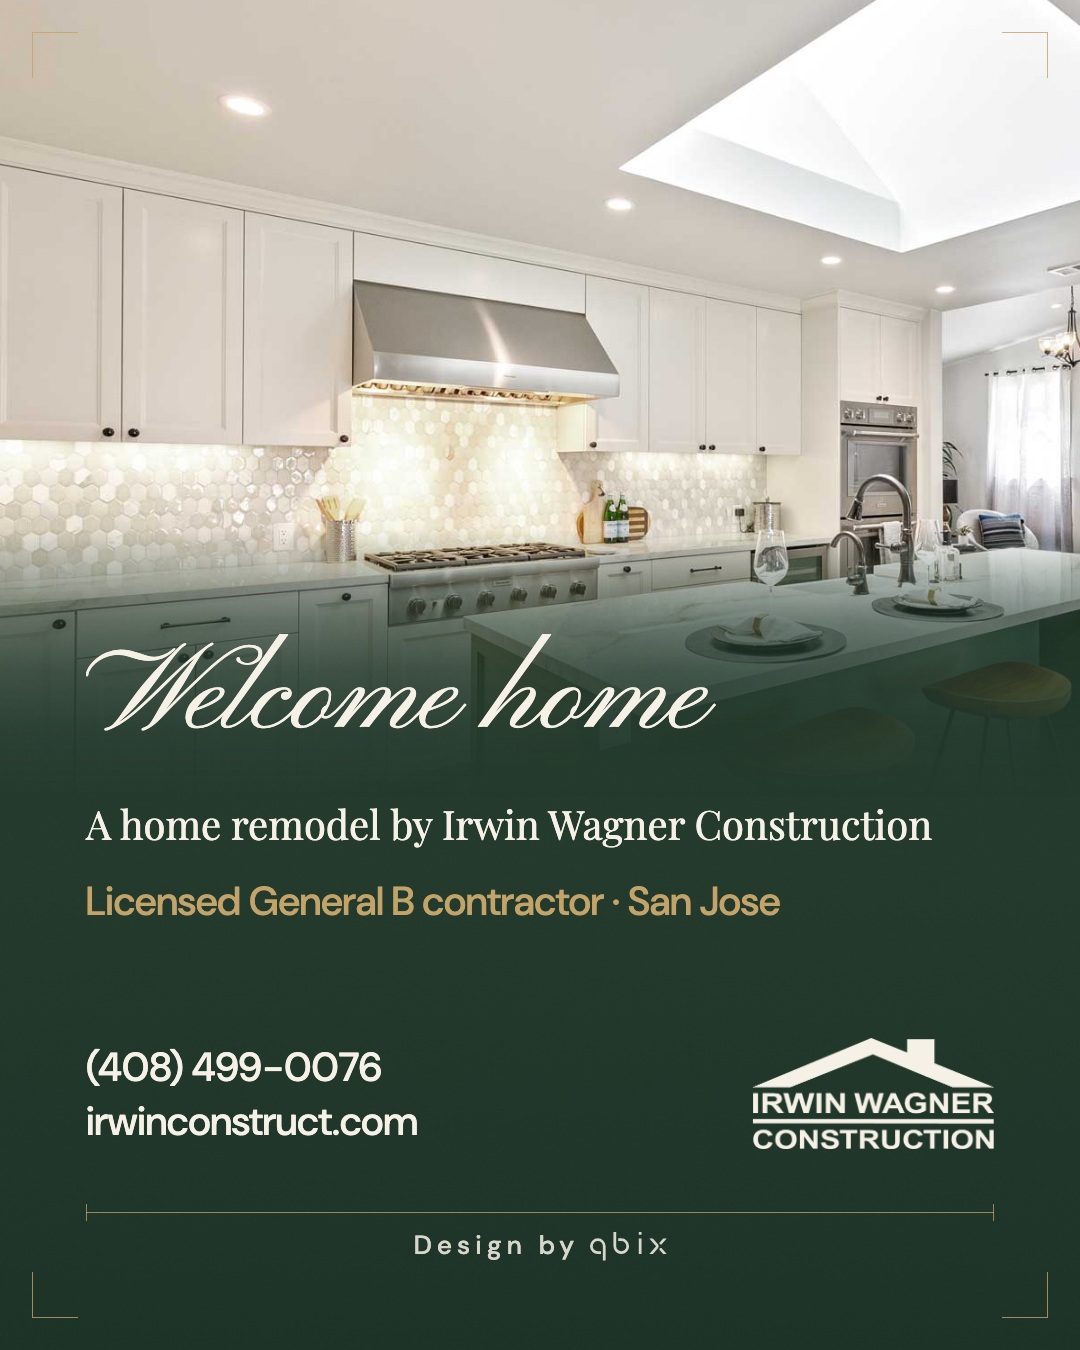 Welcome home
A home remodel by Irwin Wagner Construction
Licensed General B contractor · San Jose
(408) 499-0076
irwinconstruct.com
IRWIN WAGNER
CONSTRUCTION
Design by qbix